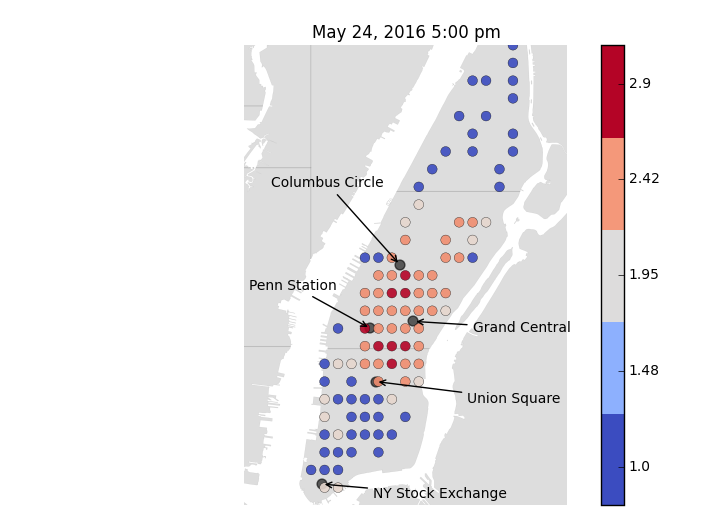 May 24, 2016 5:00 pm
2.9
Columbus Circle
2.42
Penn Station
1.95
Grand Central
1.48
Union Square
1.0
NY Stock Exchange